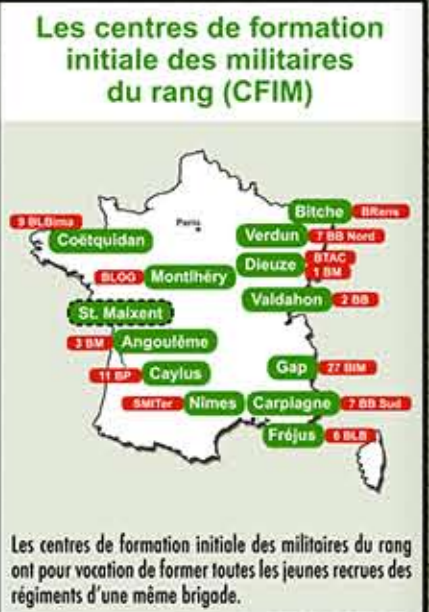 Les centres de formation
initiale des militaires
du rang (CFIM)
Paris
Bitche BRens
9 BLBima
Coëtquidan
Verdun 7 BB Nord
Dieuze BTAC
1 BM
BLOG Montlhéry
Valdahon 2 BB
St. Maixent
3 BM Angoulême
Gap 27 BIM
11 BP Caylus
SMITer Nîmes
Carpiagne 7 BB Sud
Fréjus 6 BLB
Les centres de formation initiale des militaires du rang
ont pour vocation de former toutes les jeunes recrues des
régiments d'une même brigade.